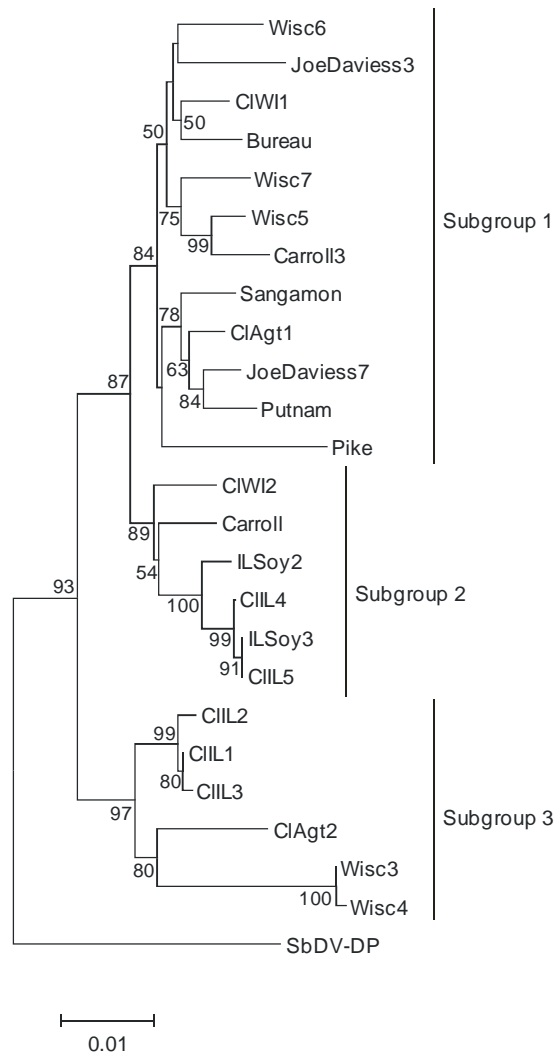 Wisc6
JoeDaviess3
ClWI1
50
50
Bureau
Wisc7
75
Wisc5
Subgroup 1
99
Carroll3
84
Sangamon
78
ClAgt1
63
JoeDaviess7
87
84
Putnam
Pike
ClWI2
Carroll
89
ILSoy2
54
93
ClIL4
Subgroup 2
100
99
ILSoy3
91
ClIL5
ClIL2
99
ClIL1
80
ClIL3
97
Subgroup 3
ClAgt2
80
Wisc3
100
Wisc4
SbDV-DP
0.01